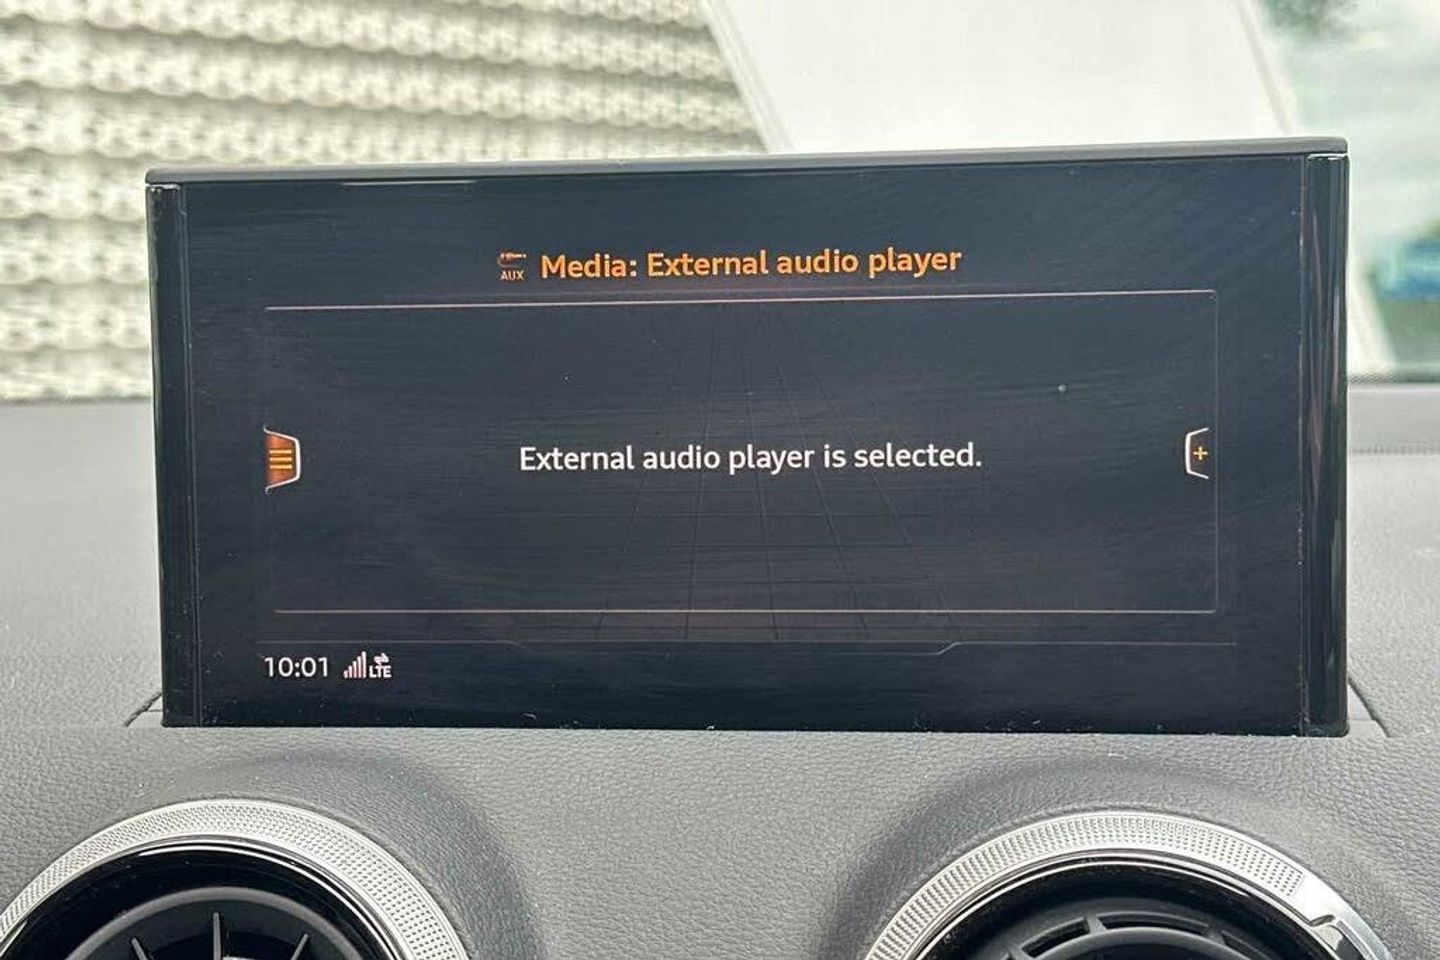 AUX Media: External audio player
External audio player is selected.
10:01 LTE